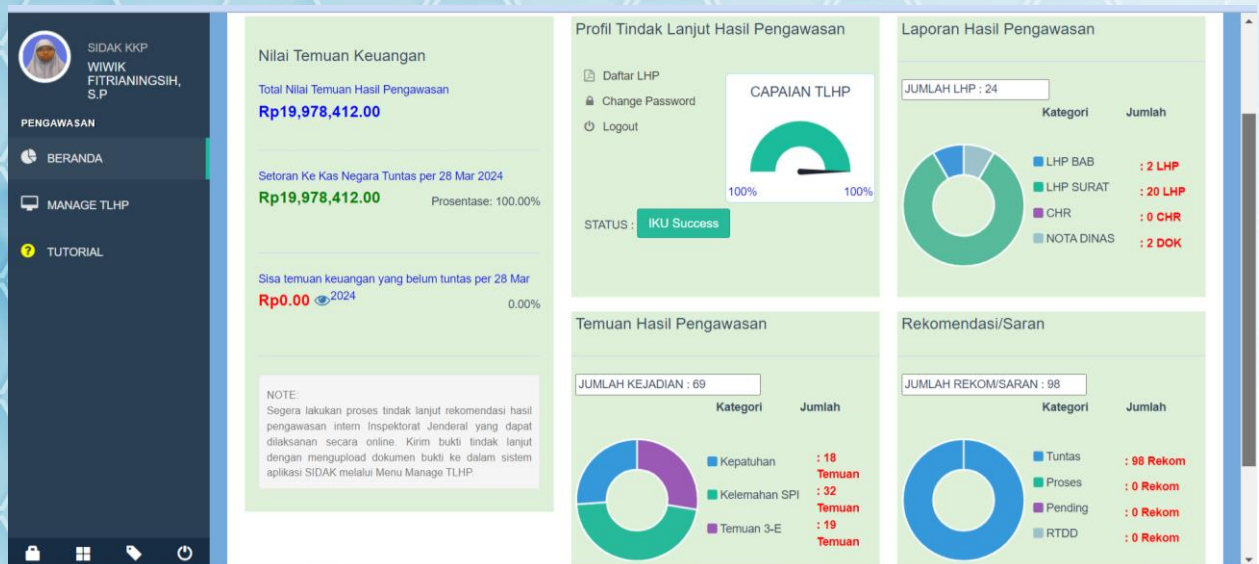 SIDAK KKP
WIWIK
FITRIANINGSIH,
S.P
PENGAWASAN
BERANDA
MANAGE TLHP
? TUTORIAL
Nilai Temuan Keuangan
Total Nilai Temuan Hasil Pengawasan
Rp19,978,412.00
Setoran Ke Kas Negara Tuntas per 28 Mar 2024
Rp19,978,412.00 Prosentase: 100.00%
Sisa temuan keuangan yang belum tuntas per 28 Mar
Rp0.00 2024 0.00%
NOTE:
Segera lakukan proses tindak lanjut rekomendasi hasil
pengawasan intern Inspektorat Jenderal yang dapat
dilaksanan secara online. Kirim bukti tindak lanjut
dengan mengupload dokumen bukti ke dalam sistem
aplikasi SIDAK melalui Menu Manage TLHP.
Profil Tindak Lanjut Hasil Pengawasan
Daftar LHP
Change Password
Logout
CAPAIAN TLHP
100% 100%
STATUS : IKU Success
Laporan Hasil Pengawasan
JUMLAH LHP : 24
Kategori Jumlah
LHP BAB : 2 LHP
LHP SURAT : 20 LHP
CHR : 0 CHR
NOTA DINAS : 2 DOK
Temuan Hasil Pengawasan
JUMLAH KEJADIAN : 69
Kategori Jumlah
Kepatuhan : 18
Temuan
Kelemahan SPI : 32
Temuan
Temuan 3-E : 19
Temuan
Rekomendasi/Saran
JUMLAH REKOM/SARAN : 98
Kategori Jumlah
Tuntas : 98 Rekom
Proses : 0 Rekom
Pending : 0 Rekom
RTDD : 0 Rekom